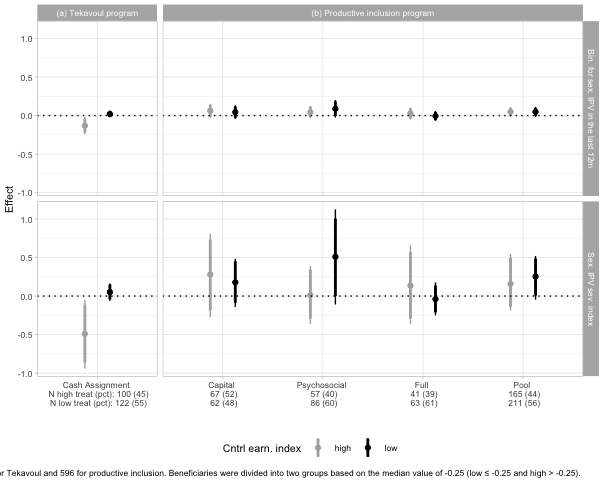 (a) Tekavoul program
(b) Productive inclusion program
1.0
0.5
0.0
-0.5
-1.0
Bin. for sex. IPV in the last 12m
Effect
1.0
0.5
0.0
-0.5
-1.0
Sex. IPV sev. index
Cash Assignment
N high treat (pct): 100 (45)
N low treat (pct): 122 (55)
Capital
67 (52)
62 (48)
Psychosocial
57 (40)
86 (60)
Full
41 (39)
63 (61)
Pool
165 (44)
211 (56)
Cntrl earn. index high low
or Tekavoul and 596 for productive inclusion. Beneficiaries were divided into two groups based on the median value of -0.25 (low ≤ -0.25 and high > -0.25).